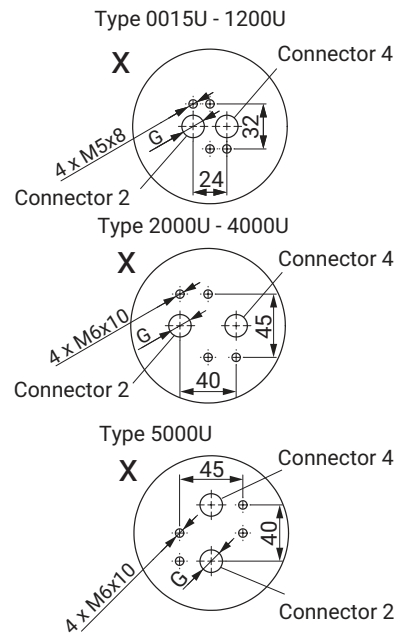 Type 0015U - 1200U
X
Connector 4
4 x M5x8
G
32
24
Connector 2
Type 2000U - 4000U
X
Connector 4
4 x M6x10
G
45
40
Connector 2
Type 5000U
X
45
Connector 4
40
4 x M6x10
G
Connector 2